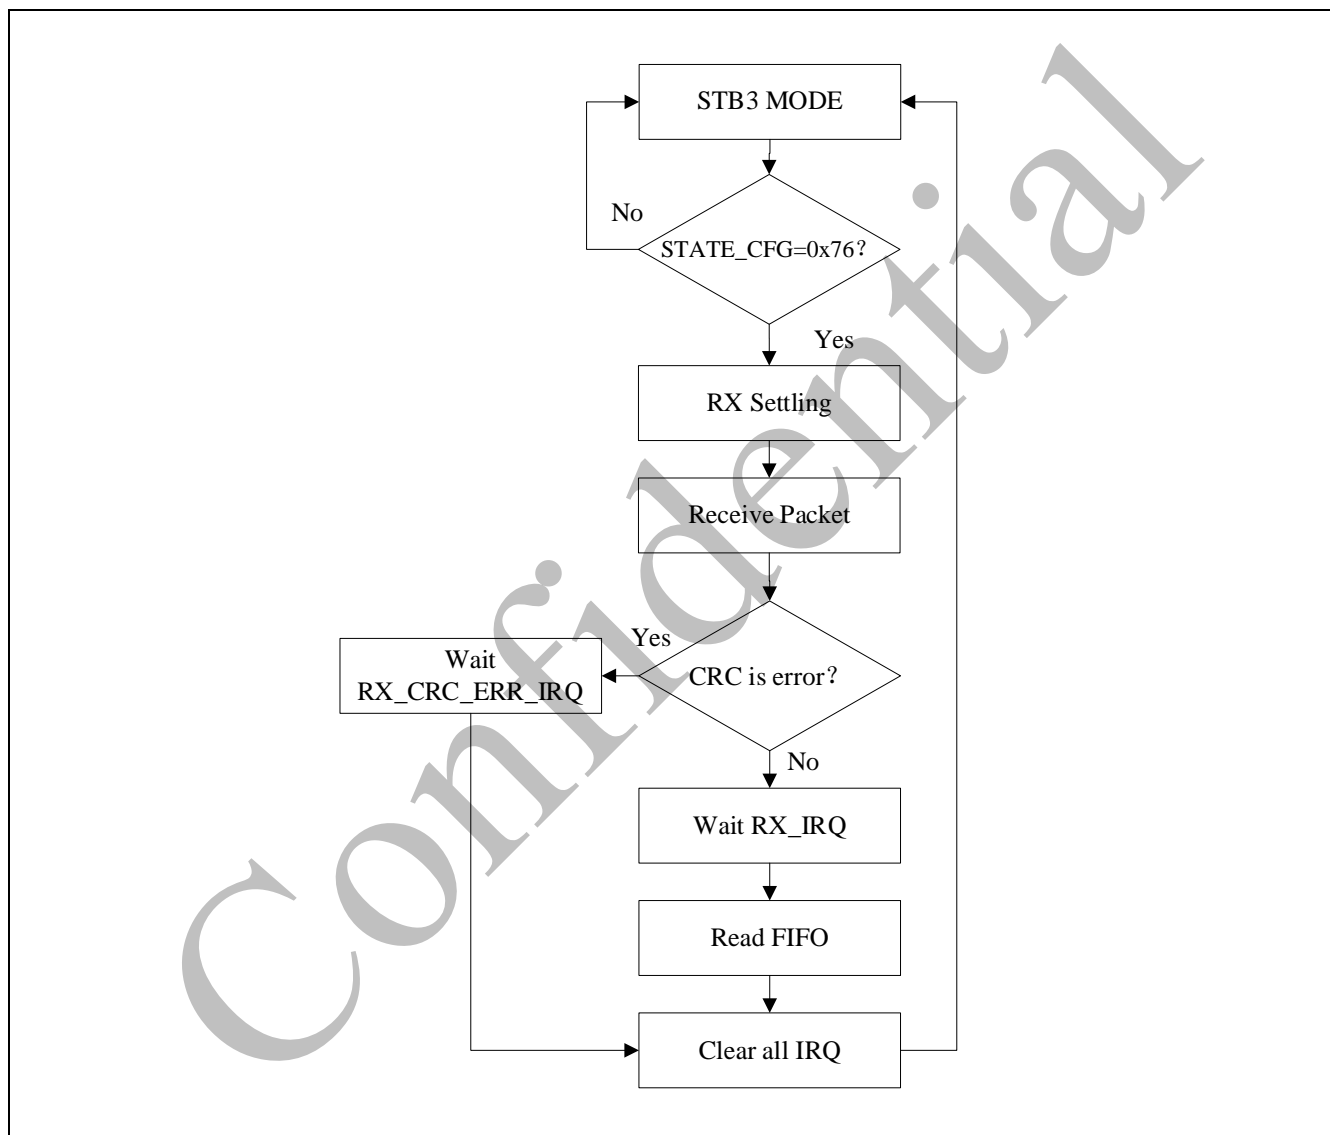 STB3 MODE
No
STATE_CFG=0x76？
Yes
RX Settling
Receive Packet
Yes
Wait
RX_CRC_ERR_IRQ
CRC is error？
No
Wait RX_IRQ
Read FIFO
Clear all IRQ
Confidential